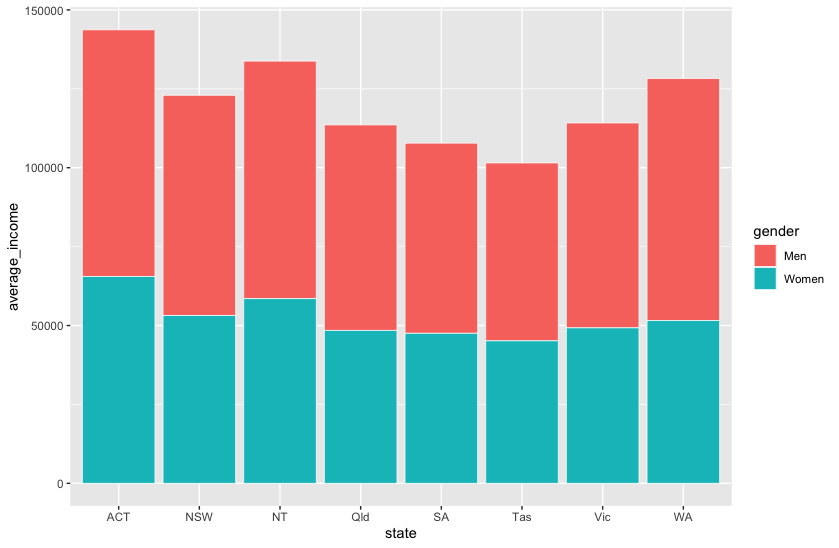 150000
100000
50000
0
average_income
ACT NSW NT Qld SA Tas Vic WA
state
gender
Men
Women